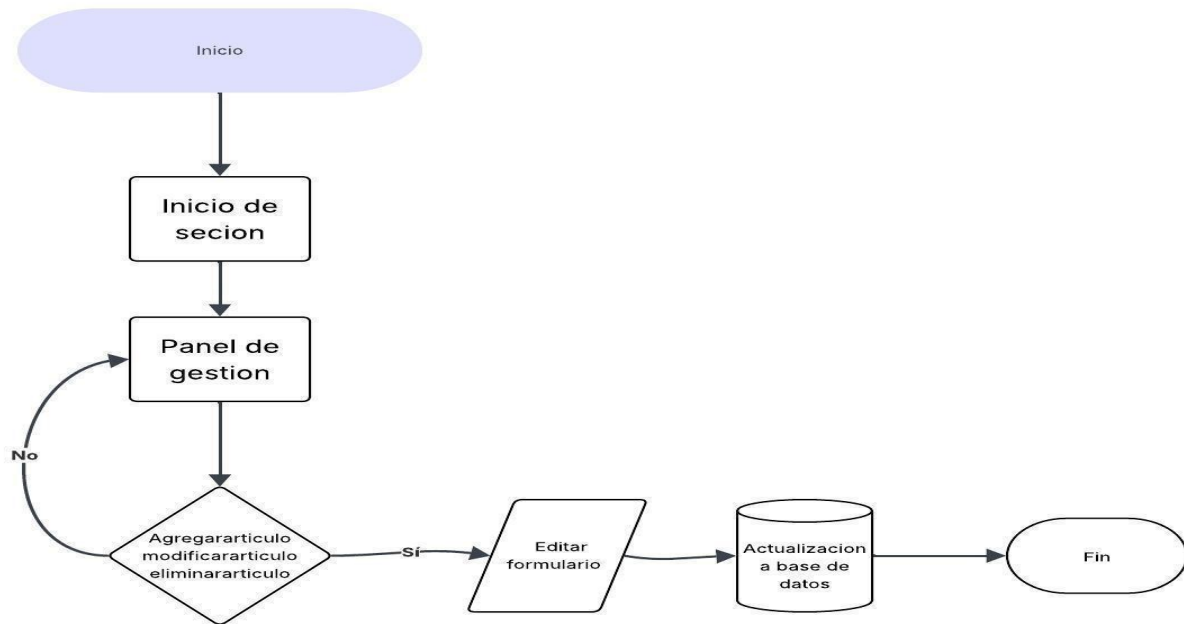 Inicio
Inicio de
secion
Panel de
gestion
No
Agregararticulo
modificararticulo
eliminararticulo
Sí
Editar
formulario
Actualizacion
a base de
datos
Fin